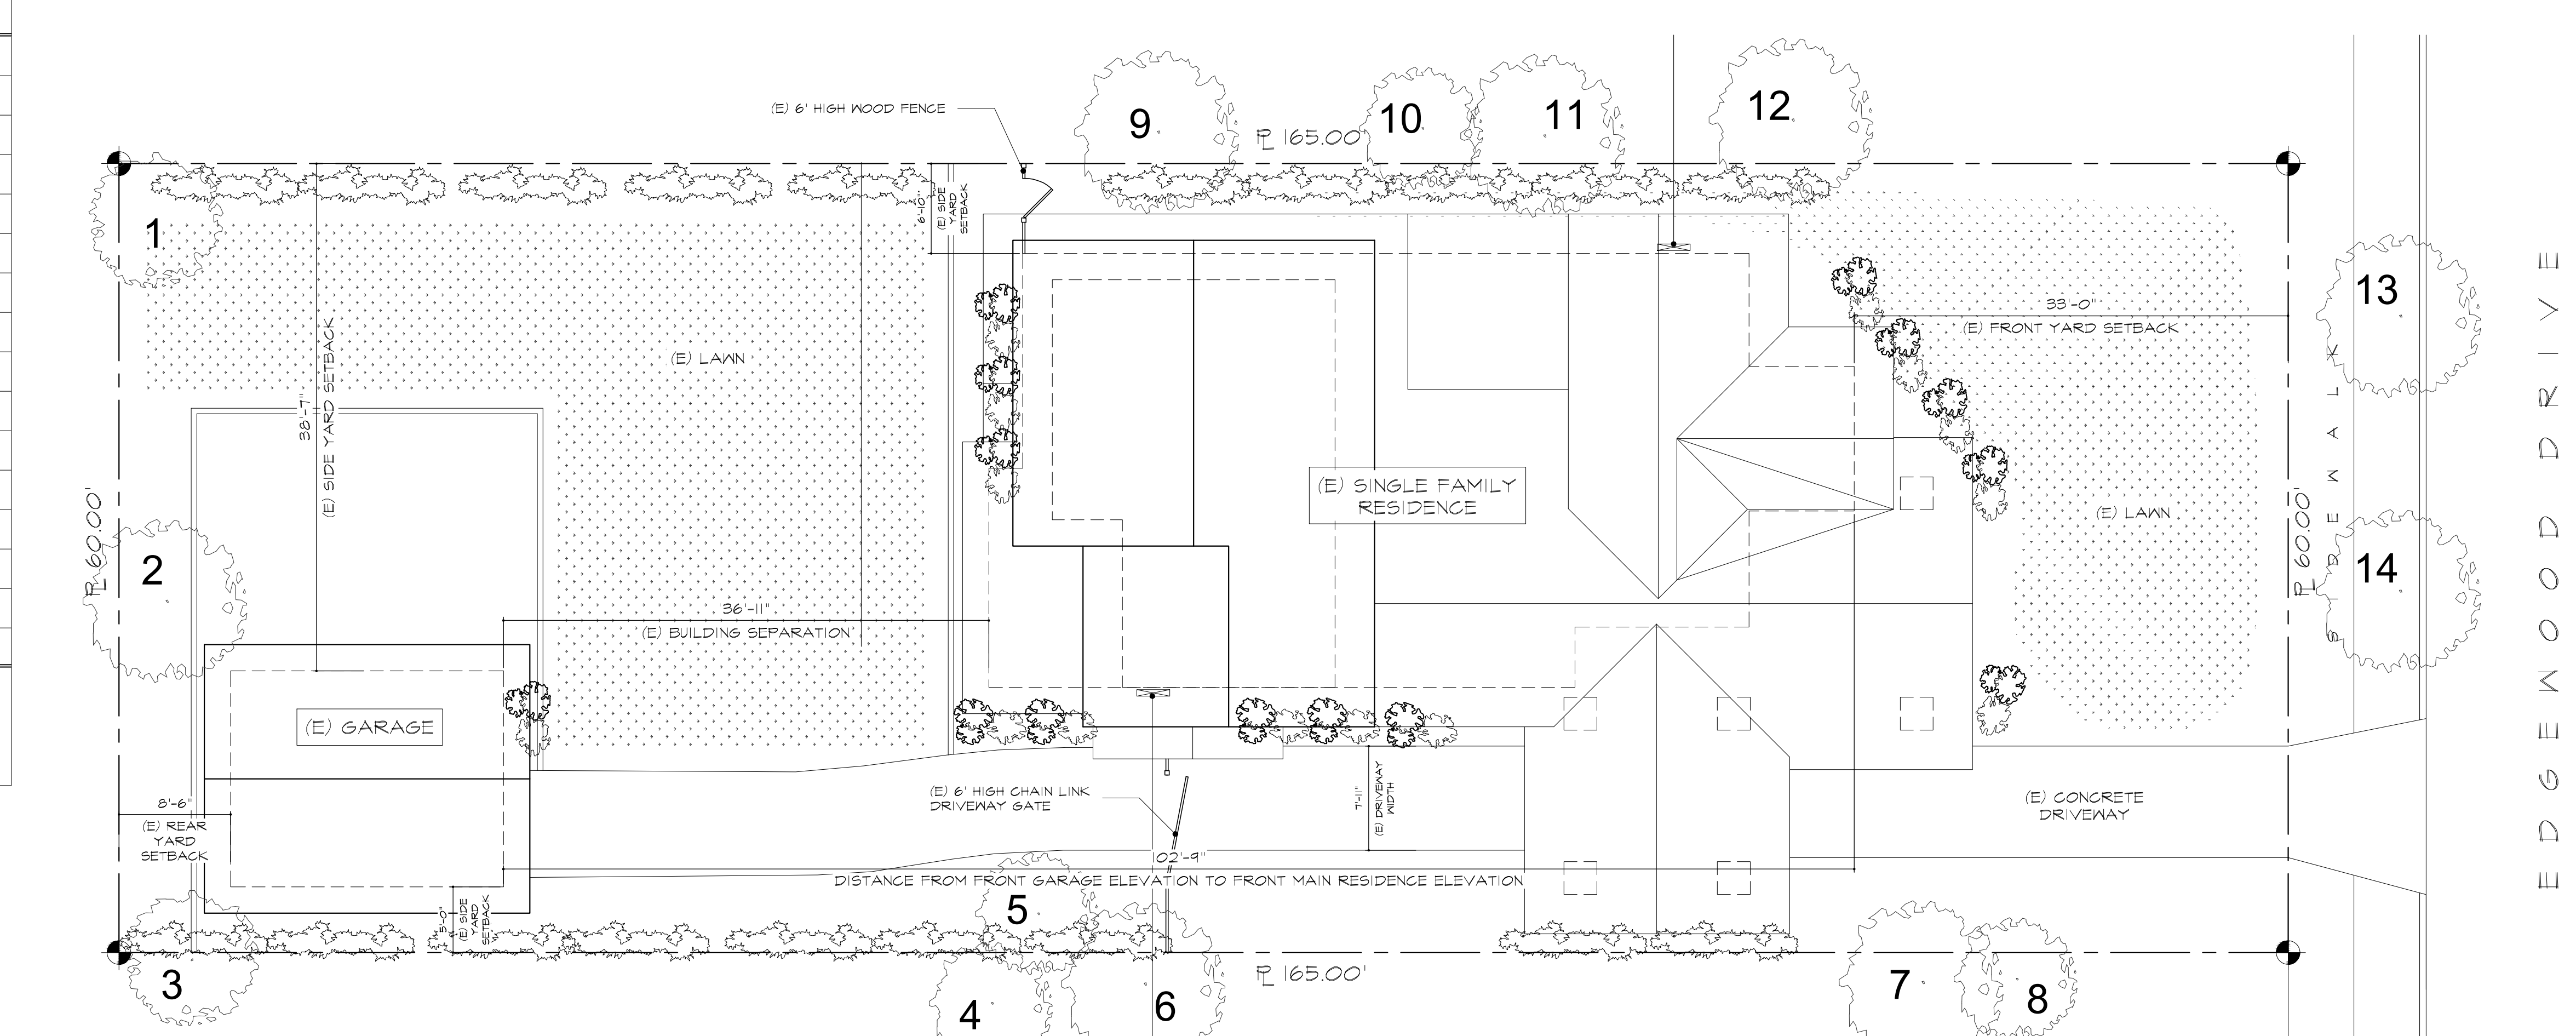 9
10
11
12
(E) 6' HIGH WOOD FENCE
PL 165.00'
1
6'-10"
(E) SIDE
YARD
SETBACK
13
33'-0"
(E) FRONT YARD SETBACK
(E) LAWN
38'-7"
(E) SIDE YARD SETBACK
SIDEWALK
EDGEWOOD DRIVE
(E) SINGLE FAMILY
RESIDENCE
(E) LAWN
PL 60.00'
PL 60.00'
2
14
36'-11"
(E) BUILDING SEPARATION
(E) GARAGE
8'-6"
(E) REAR
YARD
SETBACK
(E) 6' HIGH CHAIN LINK
DRIVEWAY GATE
7'-11"
(E) DRIVEWAY
WIDTH
(E) CONCRETE
DRIVEWAY
102'-9"
DISTANCE FROM FRONT GARAGE ELEVATION TO FRONT MAIN RESIDENCE ELEVATION
5'-0"
(E) SIDE
YARD
SETBACK
5
3
PL 165.00'
4
6
7
8